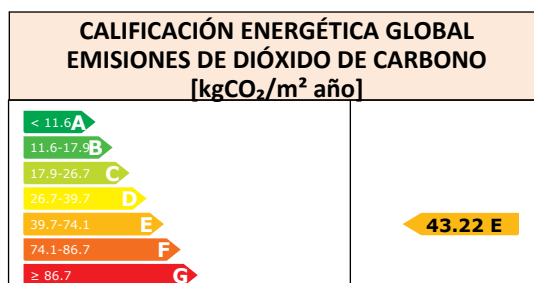 CALIFICACIÓN ENERGÉTICA GLOBAL
EMISIONES DE DIÓXIDO DE CARBONO
[kgCO₂/m² año]
< 11.6 A
11.6-17.9 B
17.9-26.7 C
26.7-39.7 D
39.7-74.1 E
43.22 E
74.1-86.7 F
≥ 86.7 G